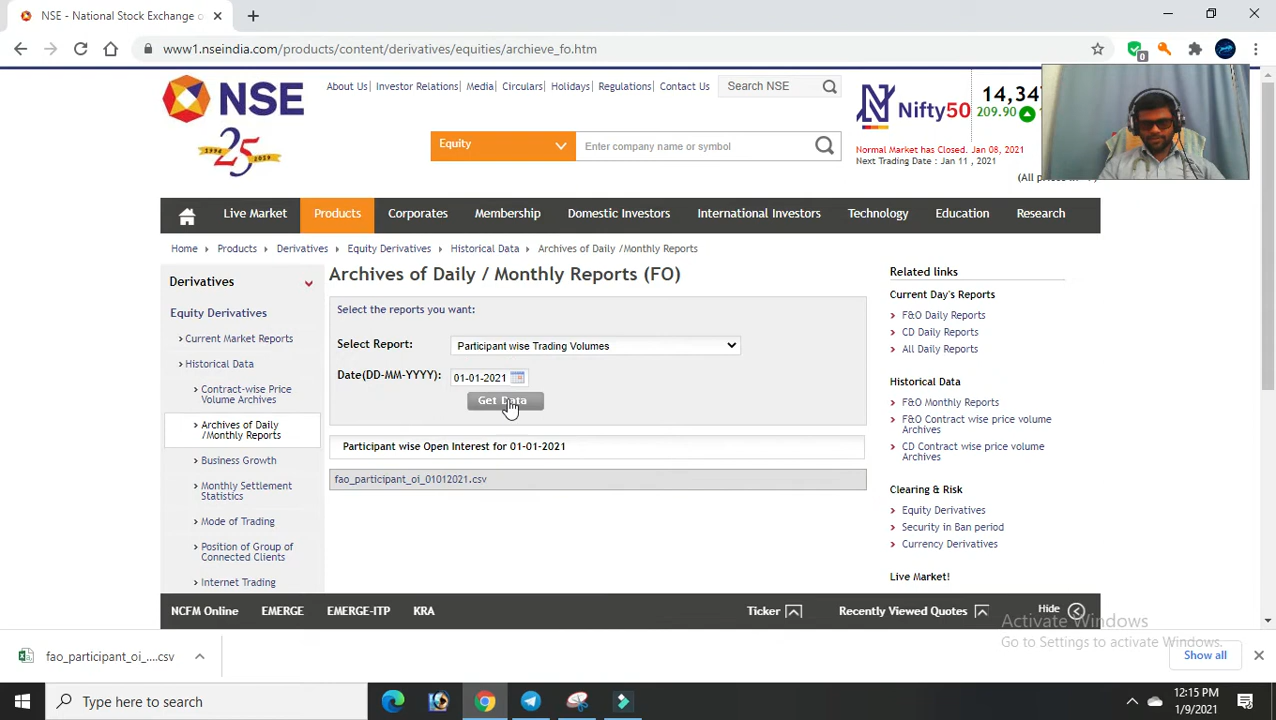 NSE - National Stock Exchange o
www1.nseindia.com/products/content/derivatives/equities/archieve_fo.htm
0
NSE
25
1994 2019
About Us| Investor Relations| Media| Circulars| Holidays| Regulations| Contact Us
Search NSE
Nifty50
14,347
209.90
Normal Market has Closed. Jan 08, 2021
Next Trading Date : Jan 11 , 2021
(All
Equity
Enter company name or symbol
Live Market
Products
Corporates
Membership
Domestic Investors
International Investors
Technology
Education
Research
Home › Products › Derivatives › Equity Derivatives › Historical Data › Archives of Daily /Monthly Reports
Derivatives
Equity Derivatives
› Current Market Reports
› Historical Data
› Contract-wise Price
Volume Archives
› Archives of Daily
/Monthly Reports
› Business Growth
› Monthly Settlement
Statistics
› Mode of Trading
› Position of Group of
Connected Clients
› Internet Trading
Archives of Daily / Monthly Reports (FO)
Select the reports you want:
Select Report:
Participant wise Trading Volumes
Date(DD-MM-YYYY):
01-01-2021
Get Data
Participant wise Open Interest for 01-01-2021
fao_participant_oi_01012021.csv
Related links
Current Day's Reports
› F&O Daily Reports
› CD Daily Reports
› All Daily Reports
Historical Data
› F&O Monthly Reports
› F&O Contract wise price volume
Archives
› CD Contract wise price volume
Archives
Clearing & Risk
› Equity Derivatives
› Security in Ban period
› Currency Derivatives
Live Market!
NCFM Online
EMERGE
EMERGE-ITP
KRA
Ticker
Recently Viewed Quotes
Hide
Activate Windows
Go to Settings to activate Windows.
fao_participant_oi_....csv
Show all
Type here to search
12:15 PM
1/9/2021